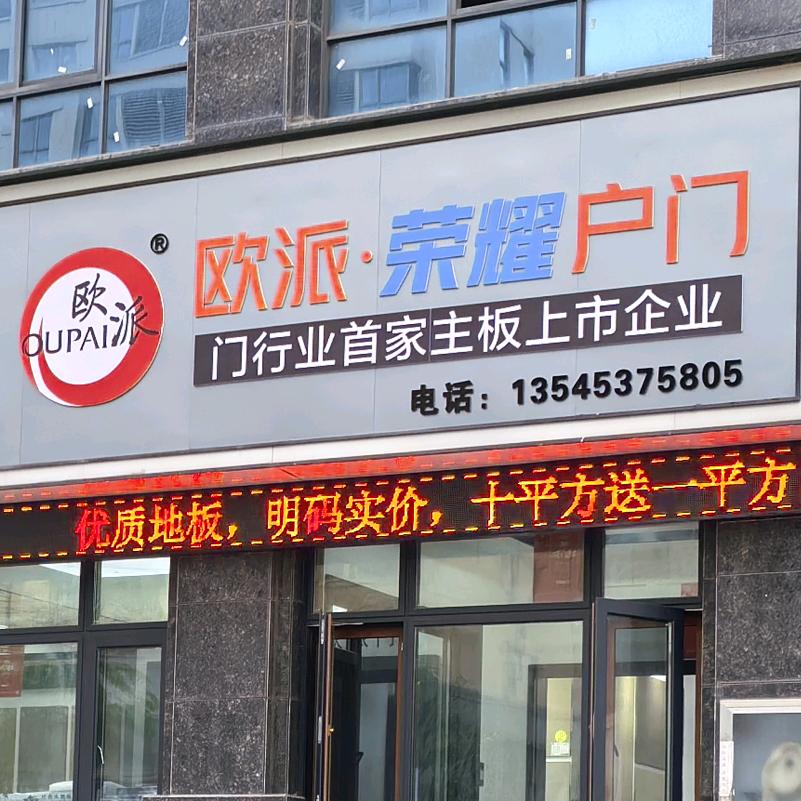 欧派
OUPAI
®
欧派·荣耀户门
门行业首家主板上市企业
电话：13545375805
优质地板，明码实价，十平方送一平方